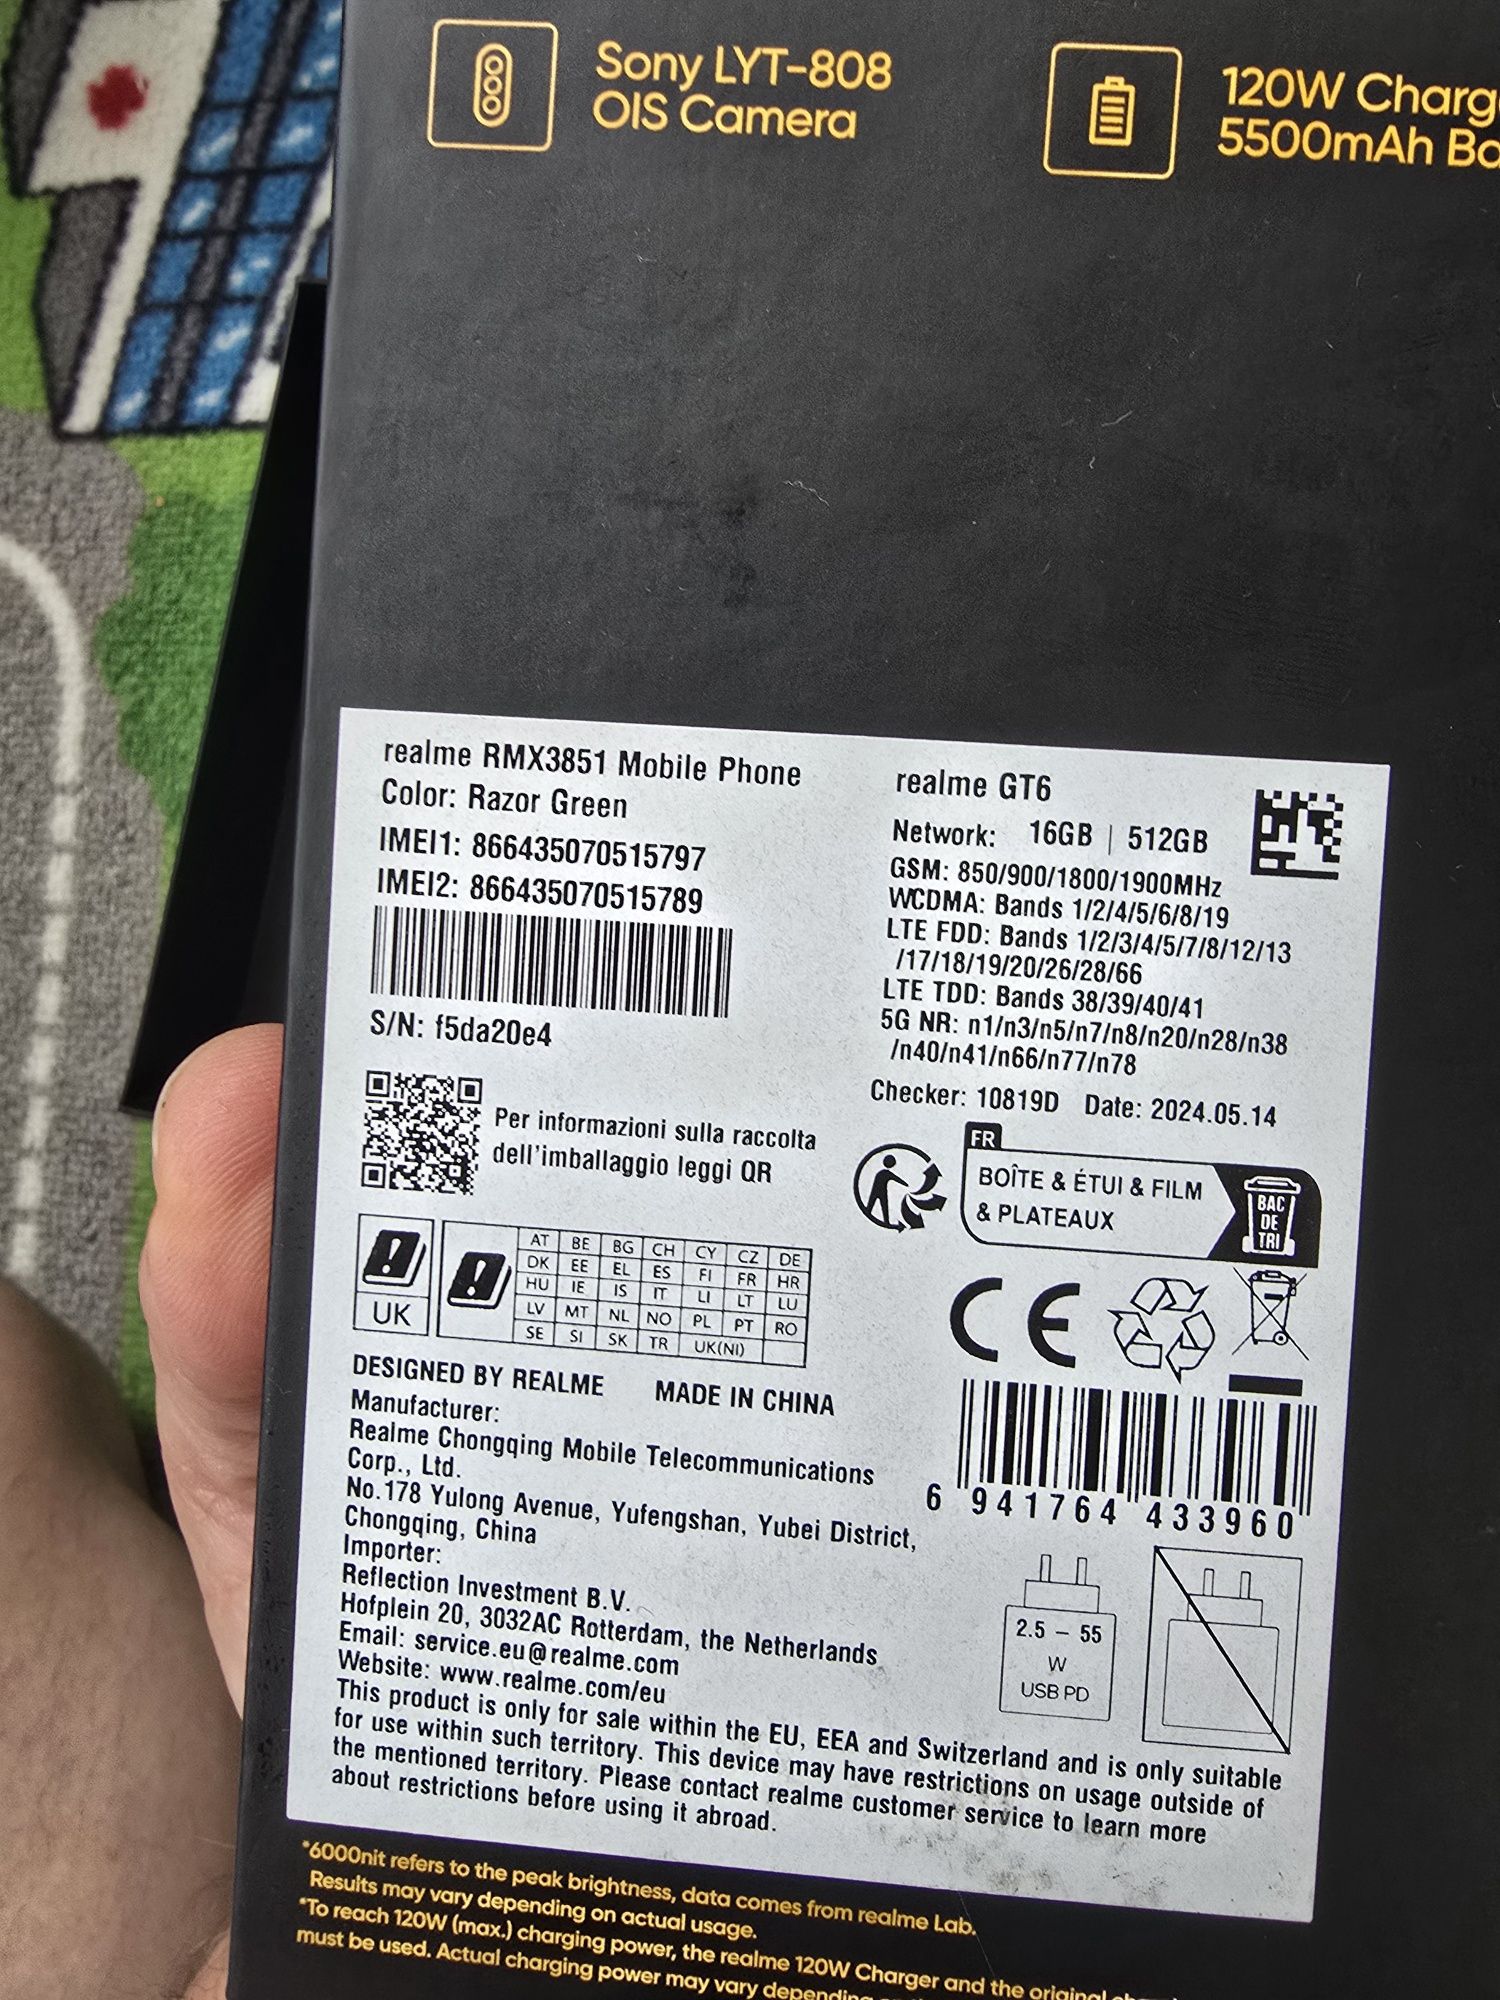 Sony LYT-808
OIS Camera
120W Charg
5500mAh Ba
realme RMX3851 Mobile Phone
Color: Razor Green
IMEI1: 866435070515797
IMEI2: 866435070515789
S/N: f5da20e4
realme GT6
Network: 16GB | 512GB
GSM: 850/900/1800/1900MHz
WCDMA: Bands 1/2/4/5/6/8/19
LTE FDD: Bands 1/2/3/4/5/7/8/12/13
/17/18/19/20/26/28/66
LTE TDD: Bands 38/39/40/41
5G NR: n1/n3/n5/n7/n8/n20/n28/n38
/n40/n41/n66/n77/n78
Checker: 10819D Date: 2024.05.14
Per informazioni sulla raccolta
dell'imballaggio leggi QR
FR
BOÎTE & ÉTUI & FILM
& PLATEAUX
BAC
DE
TRI
UK
AT BE BG CH CY CZ DE
DK EE EL ES FI FR HR
HU IE IS IT LI LT LU
LV MT NL NO PL PT RO
SE SI SK TR UK(NI)
CE
DESIGNED BY REALME MADE IN CHINA
Manufacturer:
Realme Chongqing Mobile Telecommunications
Corp., Ltd.
No.178 Yulong Avenue, Yufengshan, Yubei District,
Chongqing, China
Importer:
Reflection Investment B.V.
Hofplein 20, 3032AC Rotterdam, the Netherlands
Email: service.eu@realme.com
Website: www.realme.com/eu
6 941764 433960
2.5 – 55
W
USB PD
This product is only for sale within the EU, EEA and Switzerland and is only suitable
for use within such territory. This device may have restrictions on usage outside of
the mentioned territory. Please contact realme customer service to learn more
about restrictions before using it abroad.
*6000nit refers to the peak brightness, data comes from realme Lab.
Results may vary depending on actual usage.
*To reach 120W (max.) charging power, the realme 120W Charger and the original
must be used. Actual charging power may vary depending